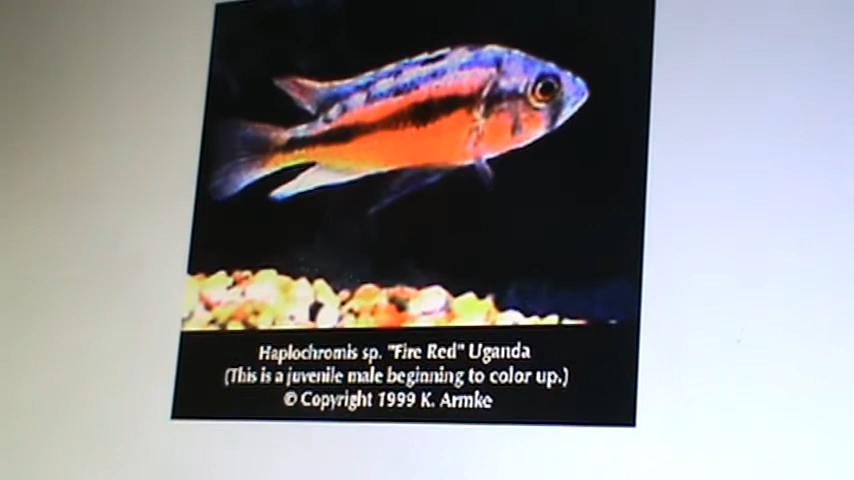 Haplochromis sp. "Fire Red" Uganda
(This is a juvenile male beginning to color up.)
© Copyright 1999 K. Armke